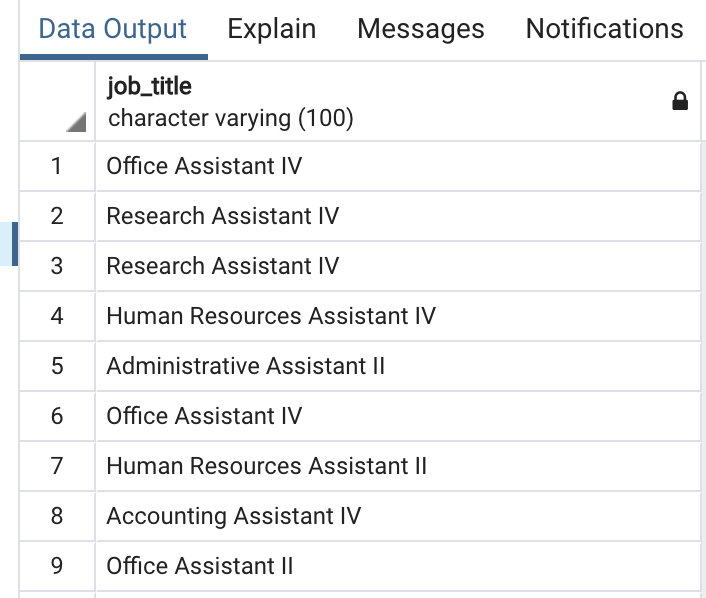 Data Output Explain Messages Notifications
job_title
character varying (100)
1 Office Assistant IV
2 Research Assistant IV
3 Research Assistant IV
4 Human Resources Assistant IV
5 Administrative Assistant II
6 Office Assistant IV
7 Human Resources Assistant II
8 Accounting Assistant IV
9 Office Assistant II